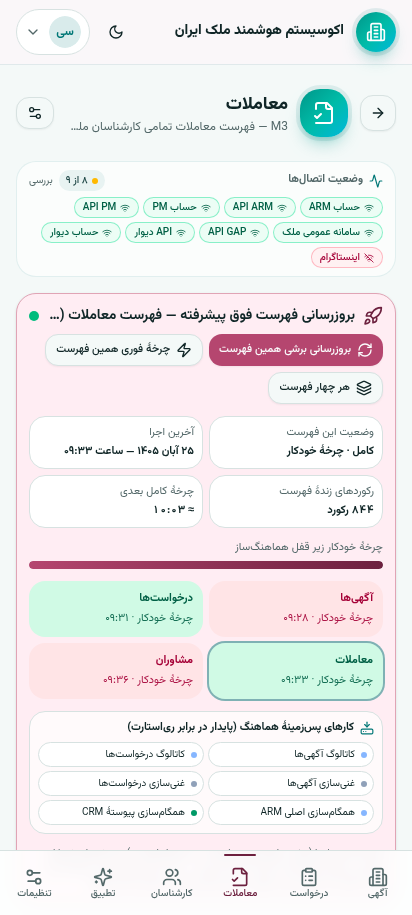 اکوسیستم هوشمند ملک ایران
سی
معاملات
M3 — فهرست معاملات تمامی کارشناسان ملـ...
وضعیت اتصال‌ها
۸ از ۹
بررسی
حساب ARM
API ARM
حساب PM
API PM
سامانه عومنی ملک
API GAP
API دیوار
حساب دیوار
اینستاگرام
بروزرسانی فهرست فوق پیشرفته — فهرست معاملات (...
بروزرسانی برشی همین فهرست
چرخهٔ فوری همین فهرست
هر چهار فهرست
وضعیت این فهرست
کامل · چرخهٔ خودکار
آخرین اجرا
۲۵ آبان ۱۴۰۵ — ساعت ۰۹:۳۳
رکوردهای زندهٔ فهرست
۸۴۴ رکورد
چرخهٔ کامل بعدی
≈ ۱۰:۰۳
چرخهٔ خودکار زیر قفل هماهنگ‌ساز
آگهی‌ها
چرخهٔ خودکار · ۰۹:۲۸
درخواست‌ها
چرخهٔ خودکار · ۰۹:۳۱
معاملات
چرخهٔ خودکار · ۰۹:۳۳
مشاوران
چرخهٔ خودکار · ۰۹:۳۶
کارهای پس‌زمینهٔ هماهنگ (پایدار در برابر ری‌استارت)
کاتالوگ آگهی‌ها
کاتالوگ درخواست‌ها
غنی‌سازی آگهی‌ها
غنی‌سازی درخواست‌ها
همگام‌سازی اصلی ARM
همگام‌سازی پیوستهٔ CRM
آگهی
درخواست
معاملات
کارشناسان
تطبیق
تنظیمات